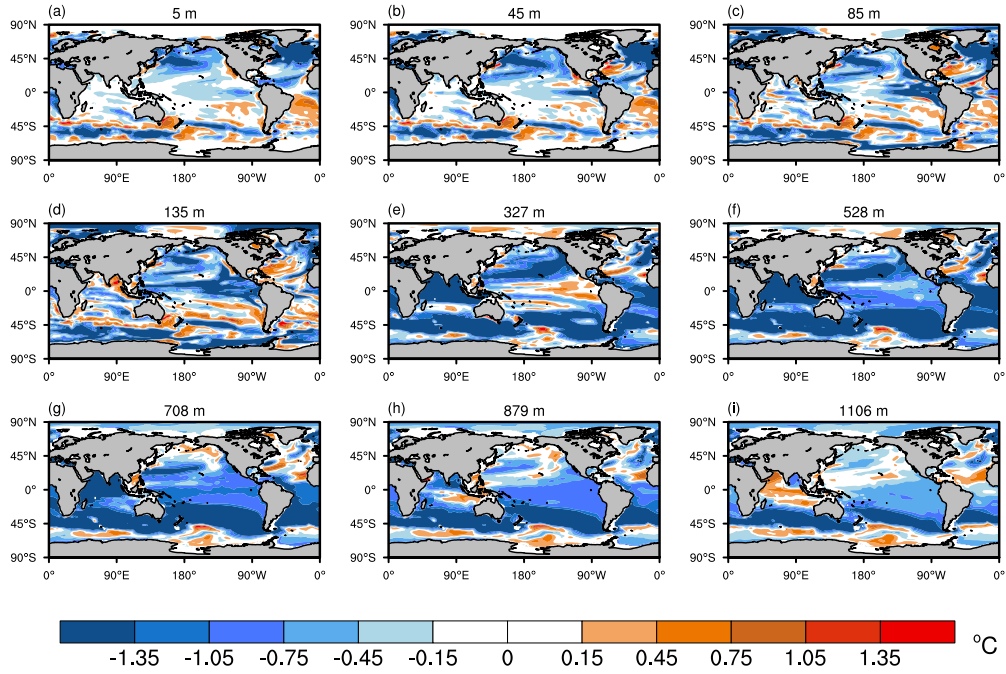 (a) 5 m (b) 45 m (c) 85 m
90°N 90°N 90°N
45°N 45°N 45°N
0° 0° 0°
45°S 45°S 45°S
90°S 90°S 90°S
0° 90°E 180° 90°W 0° 0° 90°E 180° 90°W 0° 0° 90°E 180° 90°W 0°
(d) 135 m (e) 327 m (f) 528 m
90°N 90°N 90°N
45°N 45°N 45°N
0° 0° 0°
45°S 45°S 45°S
90°S 90°S 90°S
0° 90°E 180° 90°W 0° 0° 90°E 180° 90°W 0° 0° 90°E 180° 90°W 0°
(g) 708 m (h) 879 m (i) 1106 m
90°N 90°N 90°N
45°N 45°N 45°N
0° 0° 0°
45°S 45°S 45°S
90°S 90°S 90°S
0° 90°E 180° 90°W 0° 0° 90°E 180° 90°W 0° 0° 90°E 180° 90°W 0°
-1.35 -1.05 -0.75 -0.45 -0.15 0 0.15 0.45 0.75 1.05 1.35 °C